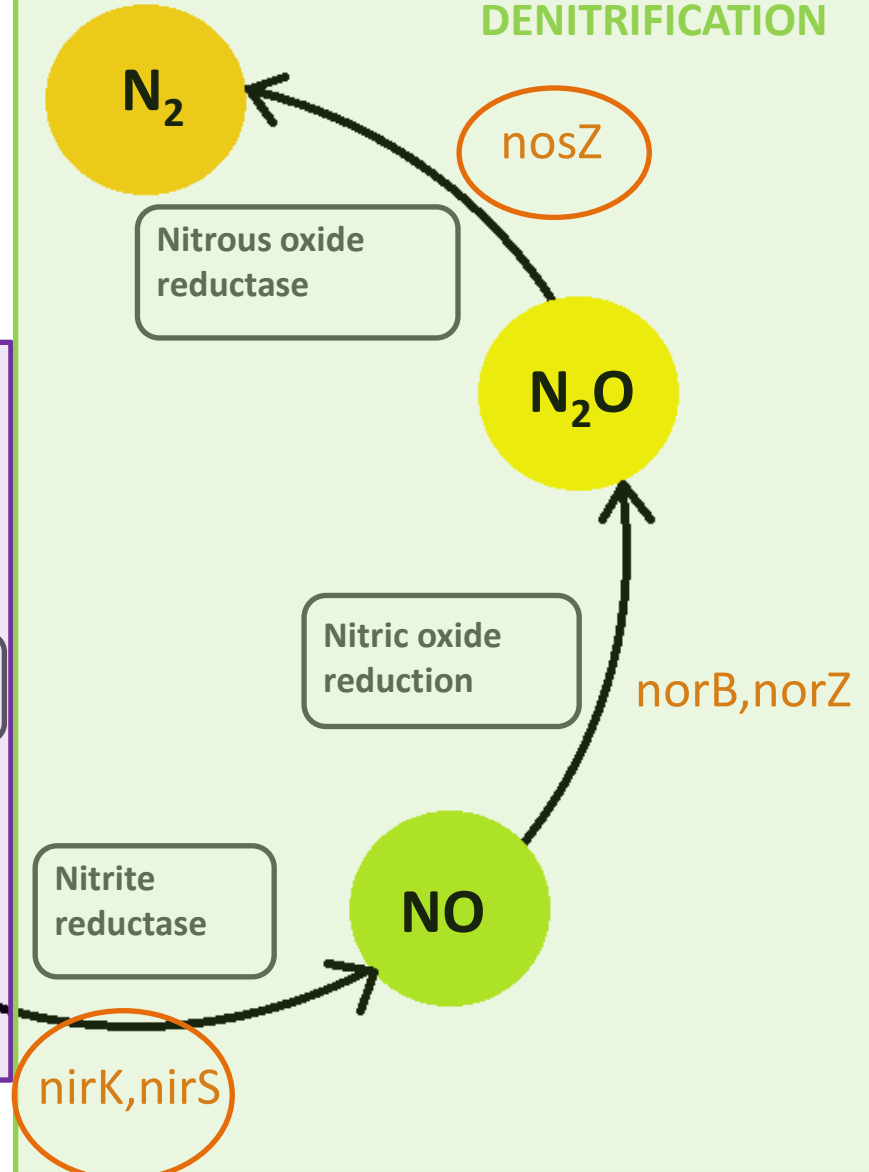 DENITRIFICATION
N₂
nosZ
Nitrous oxide
reductase
N₂O
Nitric oxide
reduction
norB,norZ
Nitrite
reductase
NO
nirK,nirS